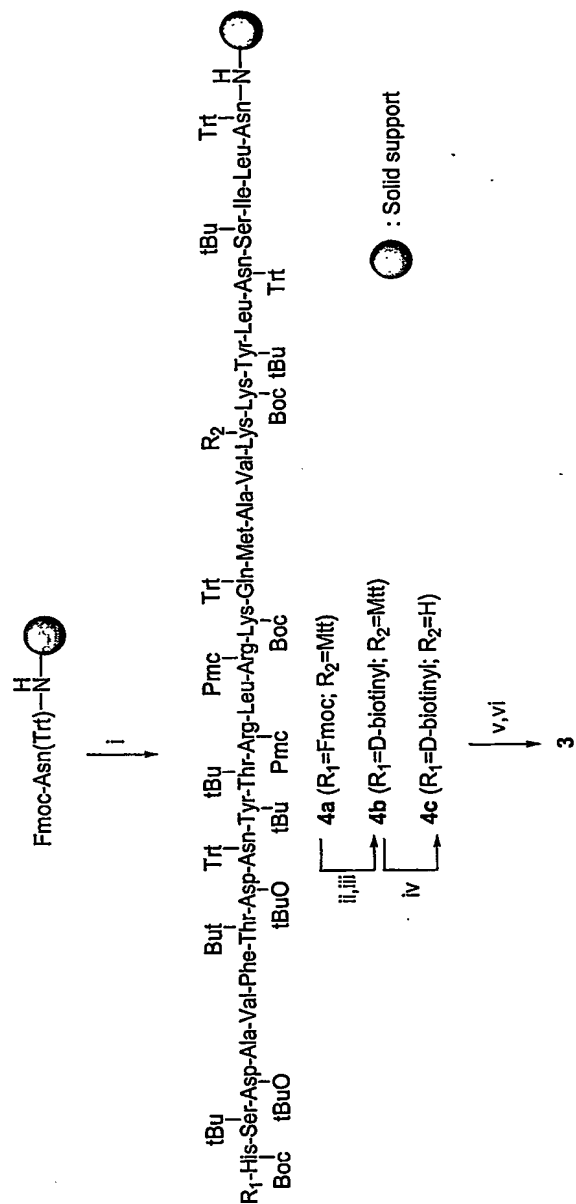 Fmoc-Asn(Trt)—N
H
i
tBu But Trt tBu Pmc Trt R2 tBu Trt H
R1-His-Ser-Asp-Ala-Val-Phe-Thr-Asp-Asn-Tyr-Thr-Arg-Leu-Arg-Lys-Gln-Met-Ala-Val-Lys-Lys-Tyr-Leu-Asn-Ser-Ile-Leu-Asn—N
Boc tBuO tBuO tBu Pmc Boc Boc tBu Trt
4a (R1=Fmoc; R2=Mtt)
ii,iii
4b (R1=D-biotinyl; R2=Mtt)
iv
4c (R1=D-biotinyl; R2=H)
: Solid support
v,vi
3